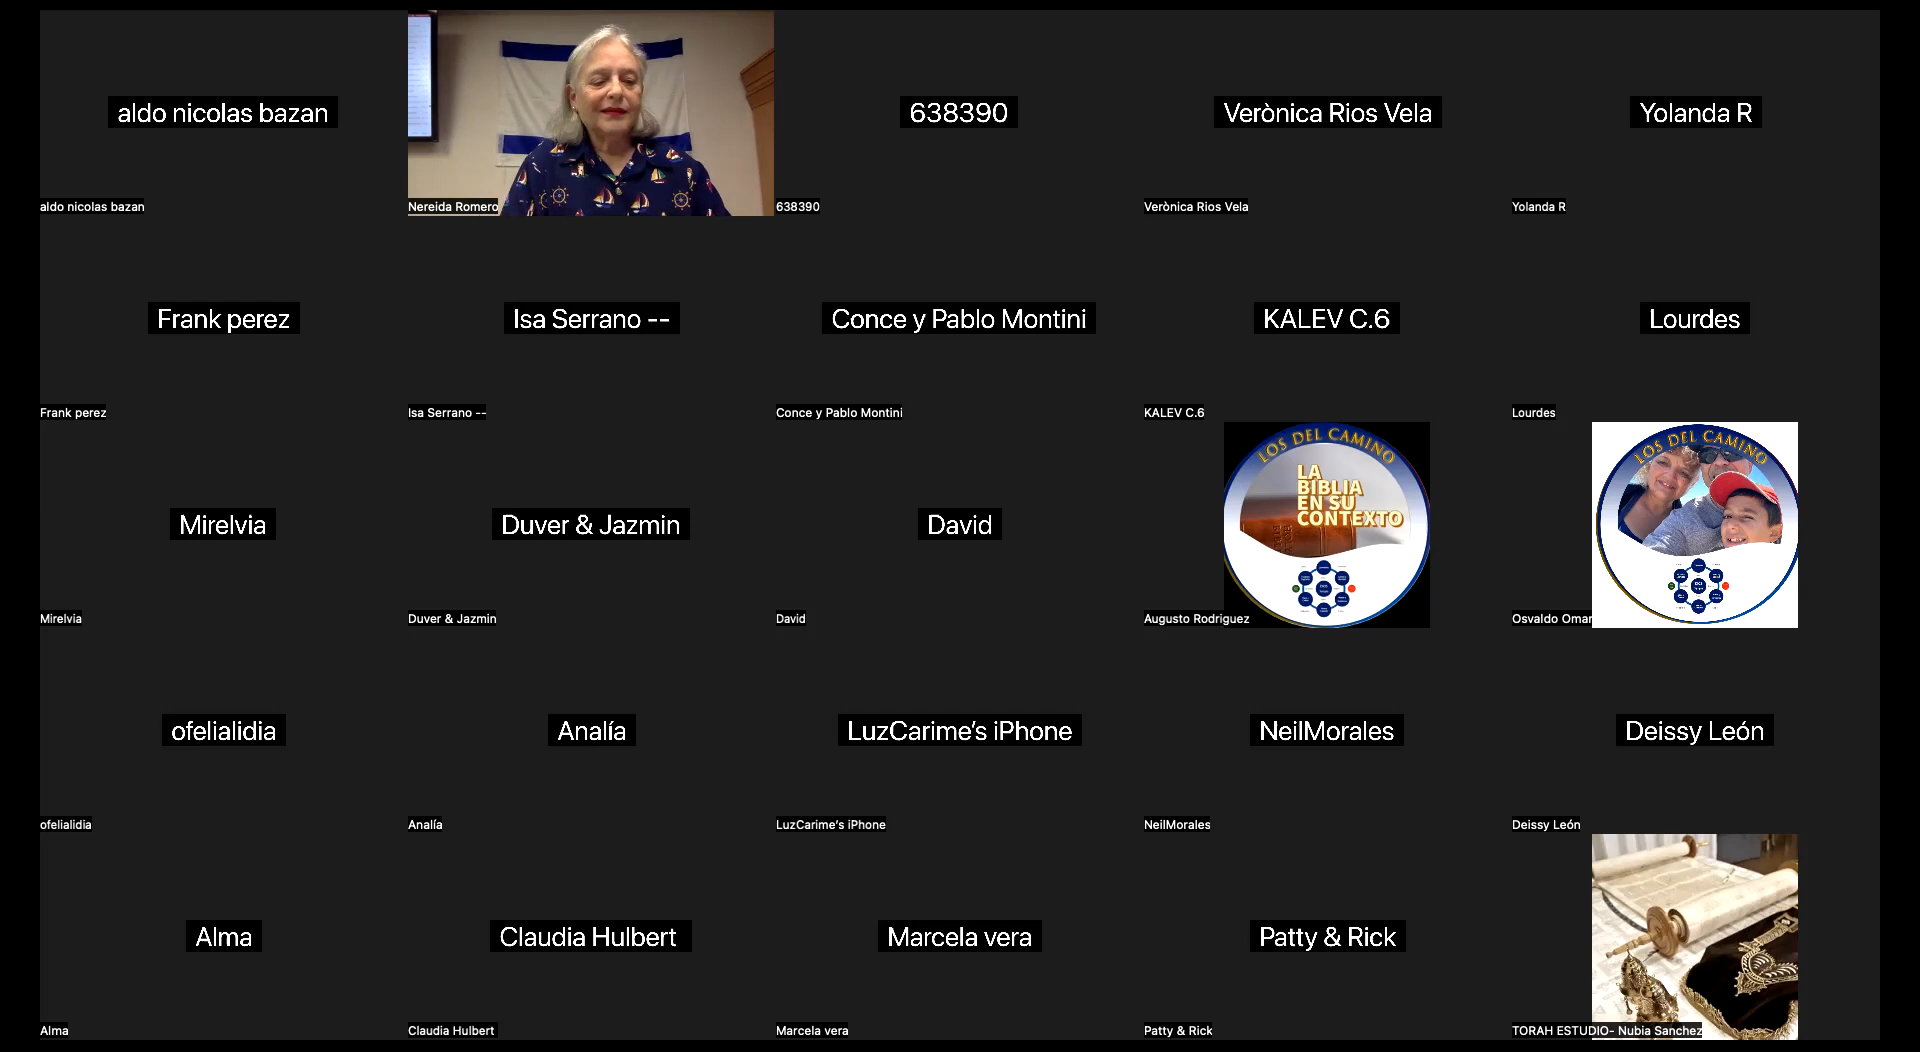 aldo nicolas bazan
638390
Verònica Rios Vela
Yolanda R
aldo nicolas bazan
Nereida Romero
638390
Verònica Rios Vela
Yolanda R
Frank perez
Isa Serrano --
Conce y Pablo Montini
KALEV C.6
Lourdes
Frank perez
Isa Serrano --
Conce y Pablo Montini
KALEV C.6
Lourdes
Mirelvia
Duver & Jazmin
David
LOS DEL CAMINO
LA
BIBLIA
EN SU
CONTEXTO
LOS DEL CAMINO
Mirelvia
Duver & Jazmin
David
Augusto Rodriguez
Osvaldo Omar
ofelialidia
Analía
LuzCarime’s iPhone
NeilMorales
Deissy León
ofelialidia
Analía
LuzCarime’s iPhone
NeilMorales
Deissy León
Alma
Claudia Hulbert
Marcela vera
Patty & Rick
Alma
Claudia Hulbert
Marcela vera
Patty & Rick
TORAH ESTUDIO- Nubia Sanchez